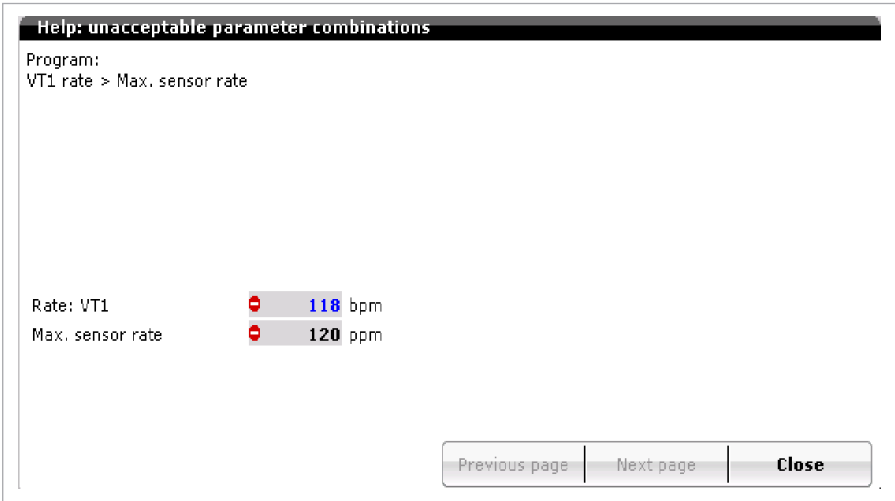 Help: unacceptable parameter combinations
Program:
VT1 rate > Max. sensor rate
Rate: VT1 118 bpm
Max. sensor rate 120 ppm
Previous page Next page Close